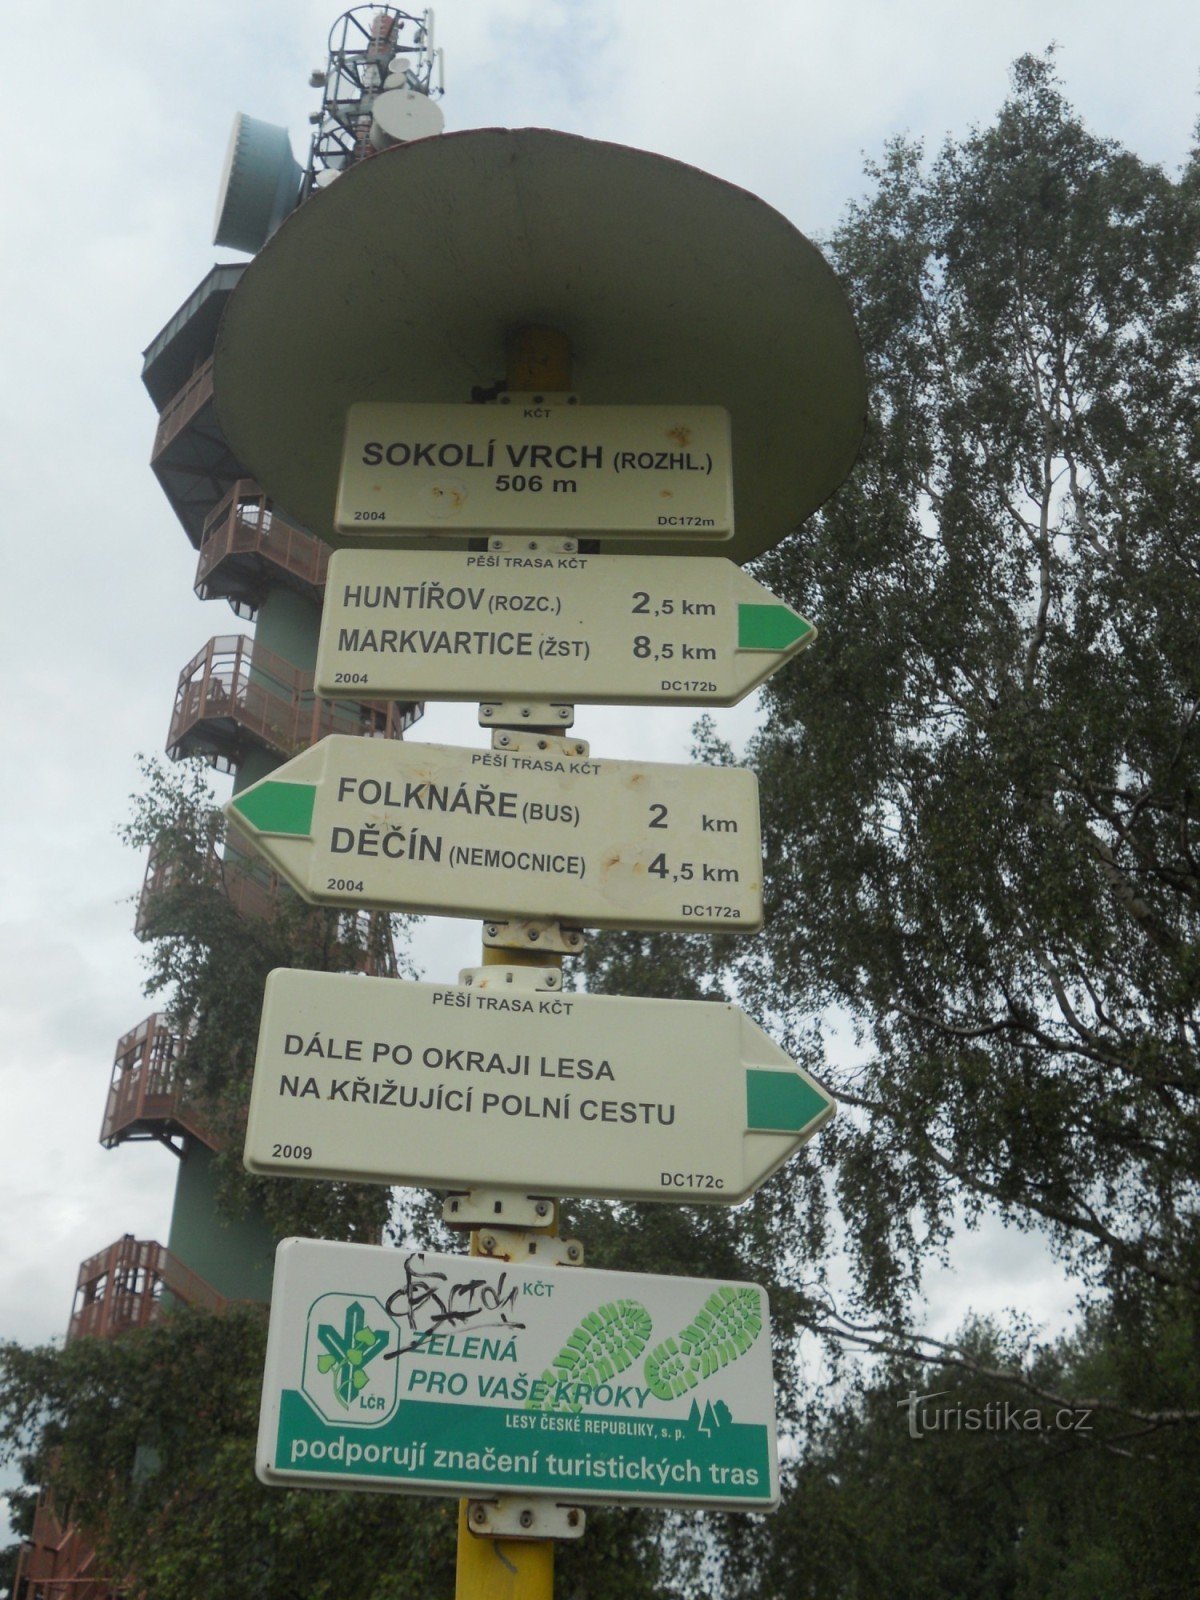 KČT
SOKOLÍ VRCH (ROZHL.)
506 m
2004 DC172m
PĚŠÍ TRASA KČT
HUNTÍŘOV (ROZC.) 2,5 km
MARKVARTICE (ŽST) 8,5 km
2004 DC172b
PĚŠÍ TRASA KČT
FOLKNÁŘE (BUS) 2 km
DĚČÍN (NEMOCNICE) 4,5 km
2004 DC172a
PĚŠÍ TRASA KČT
DÁLE PO OKRAJI LESA
NA KŘIŽUJÍCÍ POLNÍ CESTU
2009 DC172c
KČT
ZELENÁ
PRO VAŠE KROKY
LČR
LESY ČESKÉ REPUBLIKY, s. p.
podporují značení turistických tras
Turistika.cz